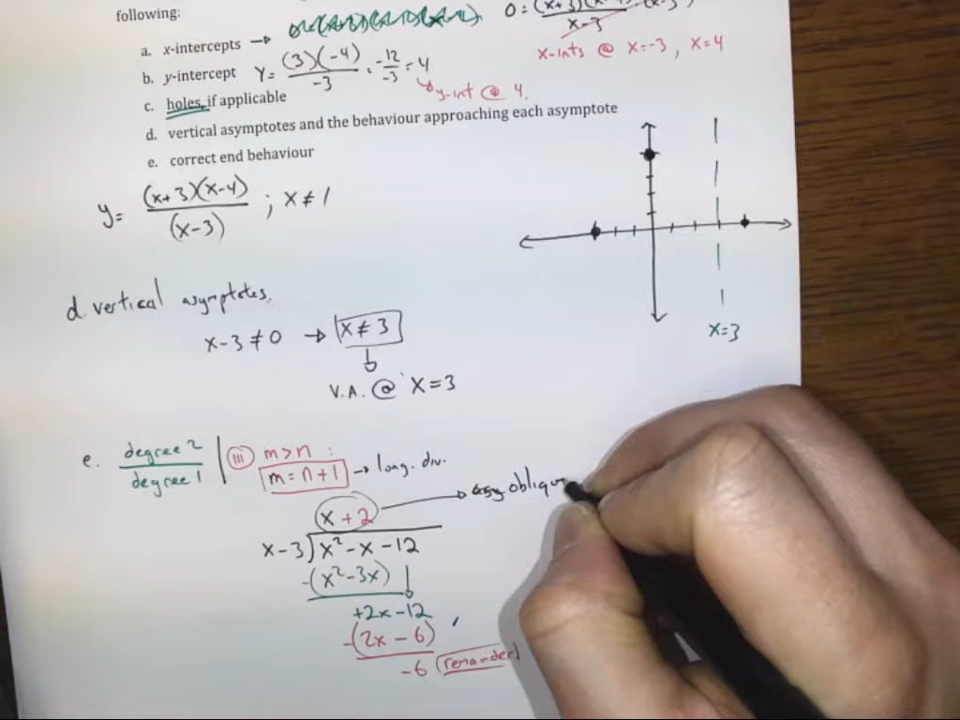 following:
a. x-intercepts →
0 = (x+3)
x-3
x-ints @ x=-3, x=4
b. y-intercept Y= (3)(-4) / -3 = -12 / -3 = 4
y-int @ 4.
c. holes, if applicable
d. vertical asymptotes and the behaviour approaching each asymptote
e. correct end behaviour
y= (x+3)(x-4) / (x-3) ; x≠1
d. vertical asymptotes,
x-3≠0 → x≠3
V.A. @ x=3
x=3
e. degree 2 / degree 1 | iii m>n :
m=n+1 → long. div.
x+2 → oblique
x-3)x²-x-12
-(x²-3x)
+2x-12
-(2x-6)
-6 remainder